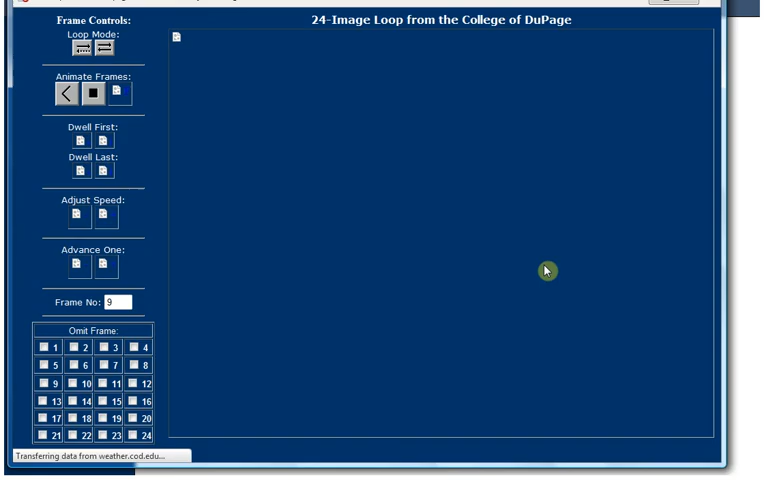 24-Image Loop from the College of DuPage
Frame Controls:
Loop Mode:
Animate Frames:
Dwell First:
Dwell Last:
Adjust Speed:
Advance One:
Frame No: 9
Omit Frame:
1 2 3 4
5 6 7 8
9 10 11 12
13 14 15 16
17 18 19 20
21 22 23 24
Transferring data from weather.cod.edu...